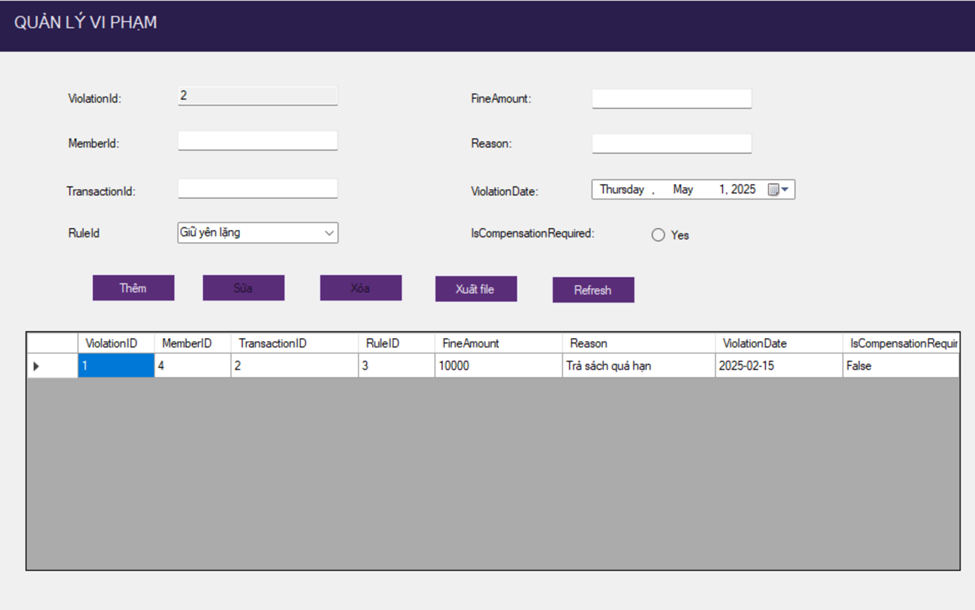 QUẢN LÝ VI PHẠM
ViolationId: 2
FineAmount:
MemberId:
Reason:
TransactionId:
ViolationDate: Thursday , May 1, 2025
RuleId Giữ yên lặng
IsCompensationRequired: Yes
Thêm Sửa Xóa Xuất file Refresh
ViolationID MemberID TransactionID RuleID FineAmount Reason ViolationDate IsCompensationRequir
1 4 2 3 10000 Trả sách quá hạn 2025-02-15 False